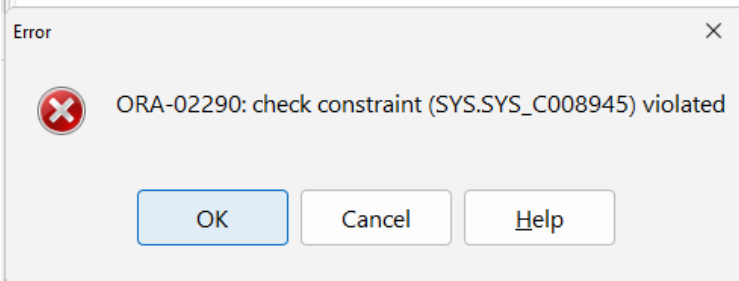 Error
ORA-02290: check constraint (SYS.SYS_C008945) violated
OK
Cancel
Help